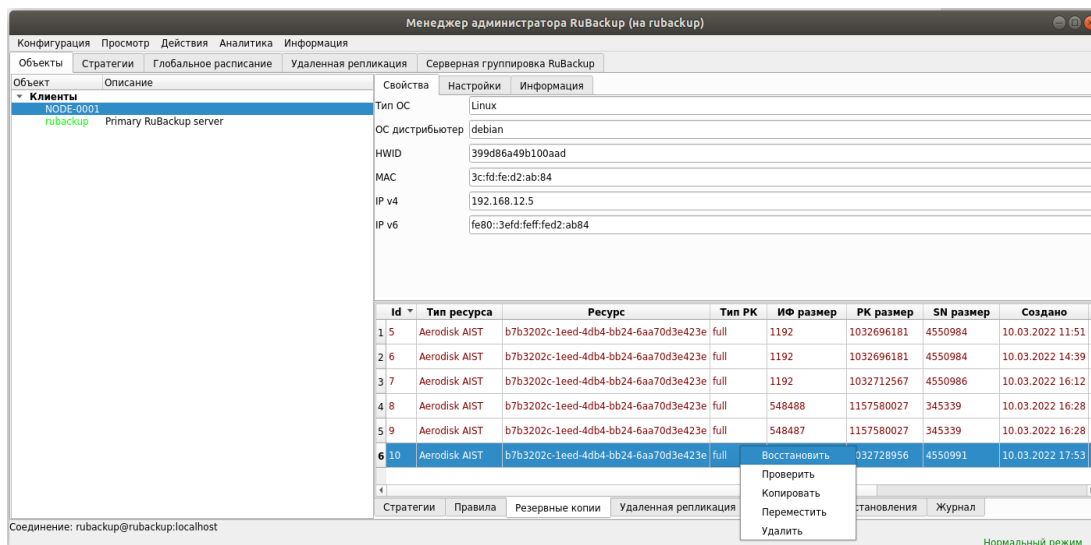 Менеджер администратора RuBackup (на rubackup)
Конфигурация Просмотр Действия Аналитика Информация
Объекты Стратегии Глобальное расписание Удаленная репликация Серверная группировка RuBackup
Объект Описание
Клиенты
NODE-0001
rubackup Primary RuBackup server
Свойства Настройки Информация
Тип ОС Linux
ОС дистрибьютер debian
HWID 399d86a49b100aad
MAC 3c:fd:fe:d2:ab:84
IP v4 192.168.12.5
IP v6 fe80::3efd:feff:fed2:ab84
Id Тип ресурса Ресурс Тип РК ИФ размер РК размер SN размер Создано
1 5 Aerodisk AIST b7b3202c-1eed-4db4-bb24-6aa70d3e423e full 1192 1032696181 4550984 10.03.2022 11:51
2 6 Aerodisk AIST b7b3202c-1eed-4db4-bb24-6aa70d3e423e full 1192 1032696181 4550984 10.03.2022 14:39
3 7 Aerodisk AIST b7b3202c-1eed-4db4-bb24-6aa70d3e423e full 1192 1032712567 4550986 10.03.2022 16:12
4 8 Aerodisk AIST b7b3202c-1eed-4db4-bb24-6aa70d3e423e full 548488 1157580027 345339 10.03.2022 16:28
5 9 Aerodisk AIST b7b3202c-1eed-4db4-bb24-6aa70d3e423e full 548487 1157580027 345339 10.03.2022 16:28
6 10 Aerodisk AIST b7b3202c-1eed-4db4-bb24-6aa70d3e423e full Восстановить 032728956 4550991 10.03.2022 17:53
Проверить
Копировать
Переместить
Удалить
Стратегии Правила Резервные копии Удаленная репликация становления Журнал
Соединение: rubackup@rubackup:localhost
Нормальный режим